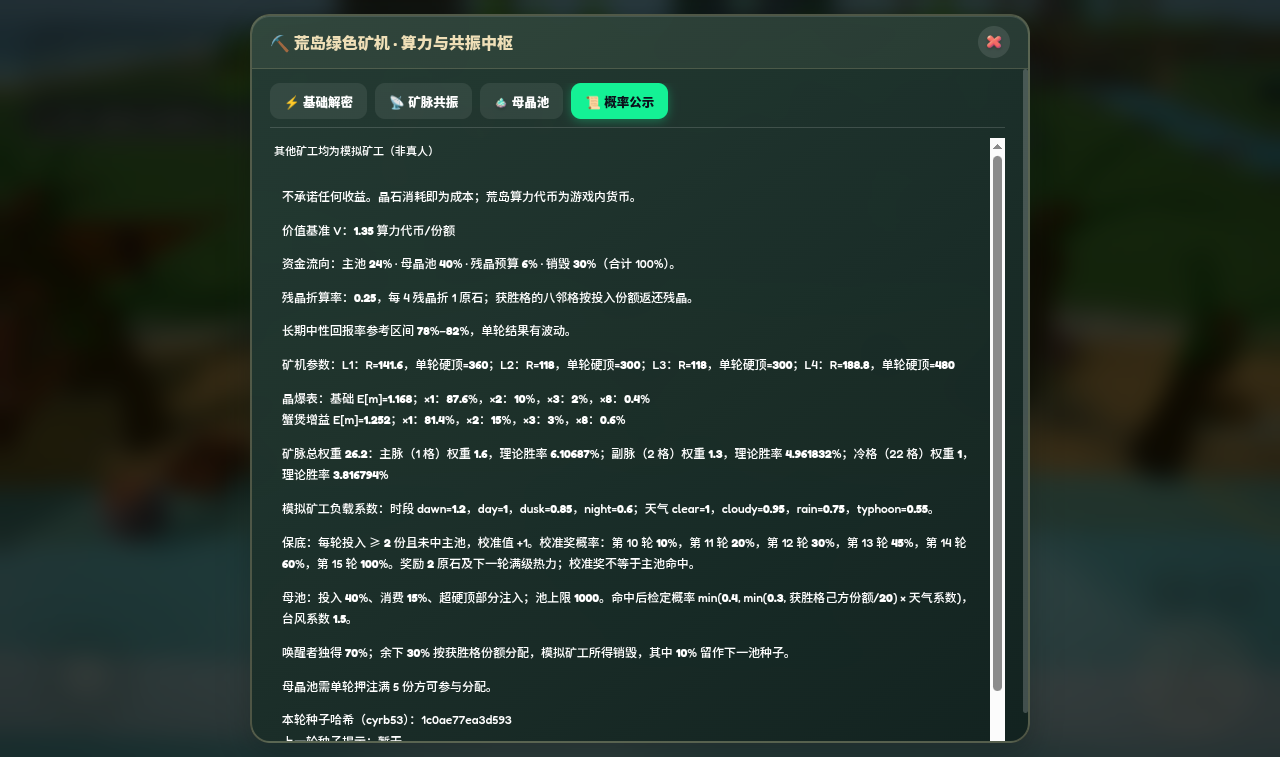 荒岛绿色矿机 · 算力与共振中枢
基础解密
矿脉共振
母晶池
概率公示
其他矿工均为模拟矿工（非真人）
不承诺任何收益。晶石消耗即为成本；荒岛算力代币为游戏内货币。
价值基准 V：1.35 算力代币/份额
资金流向：主池 24% · 母晶池 40% · 残晶预算 6% · 销毁 30%（合计 100%）。
残晶折算率：0.25，每 4 残晶折 1 原石；获胜格的八邻格按投入份额返还残晶。
长期中性回报率参考区间 78%–82%，单轮结果有波动。
矿机参数：L1：R=141.6，单轮硬顶=360；L2：R=118，单轮硬顶=300；L3：R=118，单轮硬顶=300；L4：R=188.8，单轮硬顶=480
晶爆表：基础 E[m]=1.168；×1：87.6%，×2：10%，×3：2%，×8：0.4%
蟹煲增益 E[m]=1.252；×1：81.4%，×2：15%，×3：3%，×8：0.6%
矿脉总权重 26.2：主脉（1 格）权重 1.6，理论胜率 6.10687%；副脉（2 格）权重 1.3，理论胜率 4.961832%；冷格（22 格）权重 1，
理论胜率 3.816794%
模拟矿工负载系数：时段 dawn=1.2，day=1，dusk=0.85，night=0.6；天气 clear=1，cloudy=0.95，rain=0.75，typhoon=0.55。
保底：每轮投入 ≥ 2 份且未中主池，校准值 +1。校准奖概率：第 10 轮 10%，第 11 轮 20%，第 12 轮 30%，第 13 轮 45%，第 14 轮
60%，第 15 轮 100%。奖励 2 原石及下一轮满级热力；校准奖不等于主池命中。
母池：投入 40%、消费 15%、超硬顶部分注入；池上限 1000。命中后检定概率 min(0.4, min(0.3, 获胜格己方份额/20) × 天气系数)，
台风系数 1.5。
唤醒者独得 70%；余下 30% 按获胜格份额分配，模拟矿工所得销毁，其中 10% 留作下一池种子。
母晶池需单轮押注满 5 份方可参与分配。
本轮种子哈希（cyrb53）：1c0ae77ea3d593
上一轮种子揭示：暂无